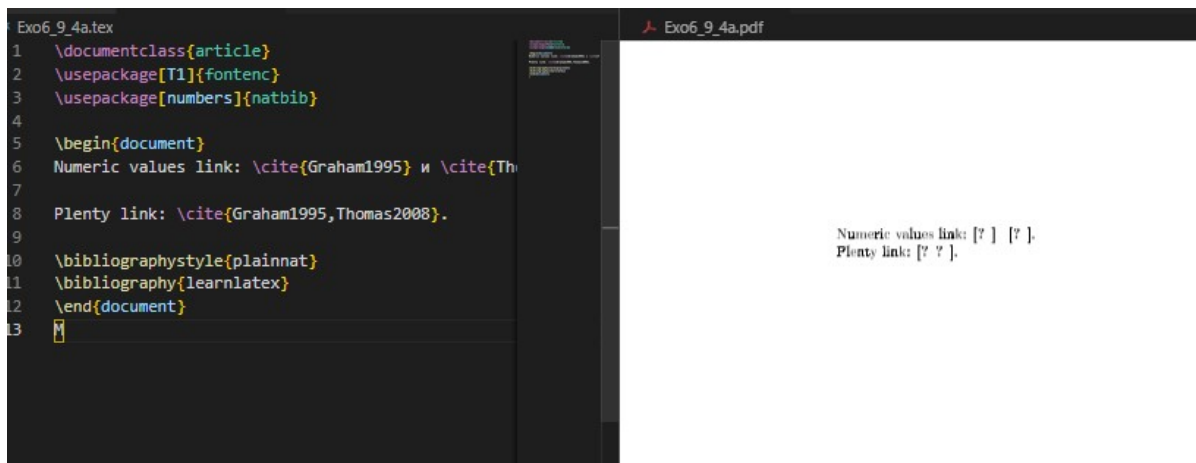 Exo6_9_4a.tex
1 \documentclass{article}
2 \usepackage[T1]{fontenc}
3 \usepackage[numbers]{natbib}
4
5 \begin{document}
6 Numeric values link: \cite{Graham1995} и \cite{Th
7
8 Plenty link: \cite{Graham1995,Thomas2008}.
9
10 \bibliographystyle{plainnat}
11 \bibliography{learnlatex}
12 \end{document}
13 M
Exo6_9_4a.pdf
Numeric values link: [? ] [? ].
Plenty link: [? ? ].